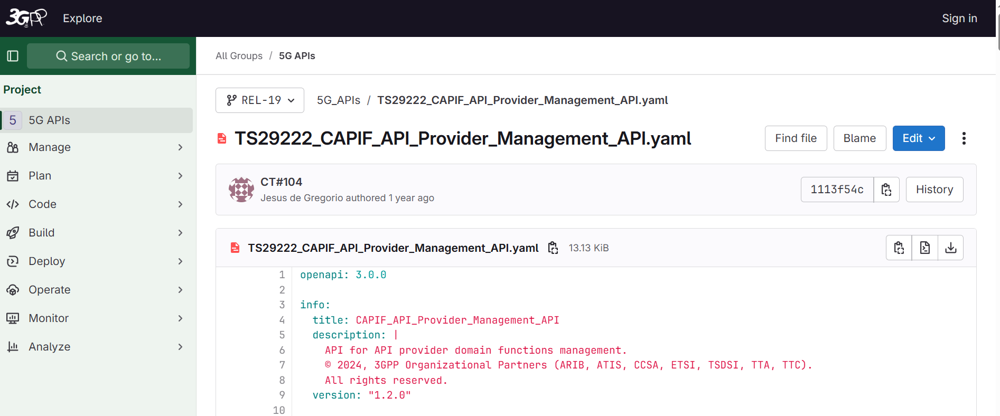 3GPP Explore Sign in
Search or go to...
All Groups / 5G APIs
Project
5 5G APIs
Manage
Plan
Code
Build
Deploy
Operate
Monitor
Analyze
REL-19 5G_APIs / TS29222_CAPIF_API_Provider_Management_API.yaml
TS29222_CAPIF_API_Provider_Management_API.yaml Find file Blame Edit
CT#104
Jesus de Gregorio authored 1 year ago
1113f54c History
TS29222_CAPIF_API_Provider_Management_API.yaml 13.13 KiB
1 openapi: 3.0.0
2
3 info:
4 title: CAPIF_API_Provider_Management_API
5 description: |
6 API for API provider domain functions management.
7 © 2024, 3GPP Organizational Partners (ARIB, ATIS, CCSA, ETSI, TSDSI, TTA, TTC).
8 All rights reserved.
9 version: "1.2.0"
10